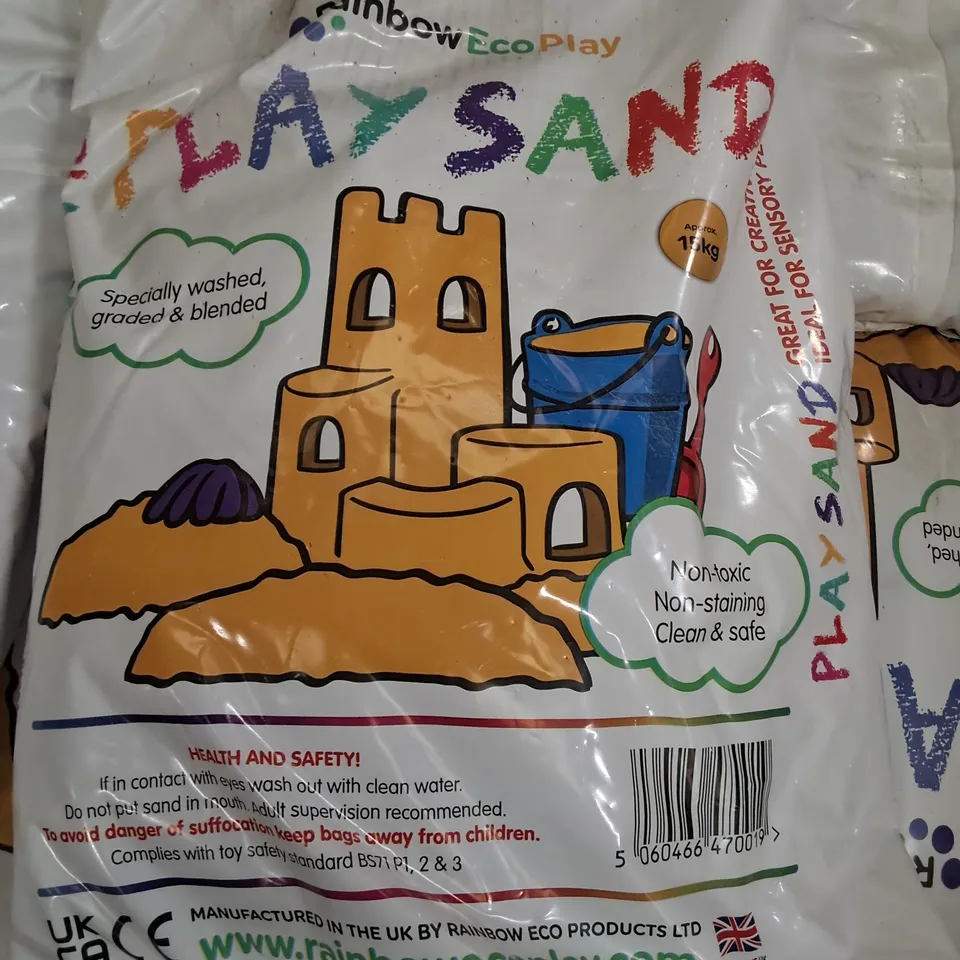 RainbowEcoPlay
PLAY SAND
Approx.
15kg
Specially washed,
graded & blended
GREAT FOR
IDEAL FOR SENSORY
PLAY SAND
Non-toxic
Non-staining
Clean & safe
HEALTH AND SAFETY!
If in contact with eyes wash out with clean water.
Do not put sand in mouth. Adult supervision recommended.
To avoid danger of suffocation keep bags away from children.
Complies with toy safety standard BS71 P1, 2 & 3
5 060466 470019 >
UK
CA CE
MANUFACTURED IN THE UK BY RAINBOW ECO PRODUCTS LTD
www.rainbowecoplay.com